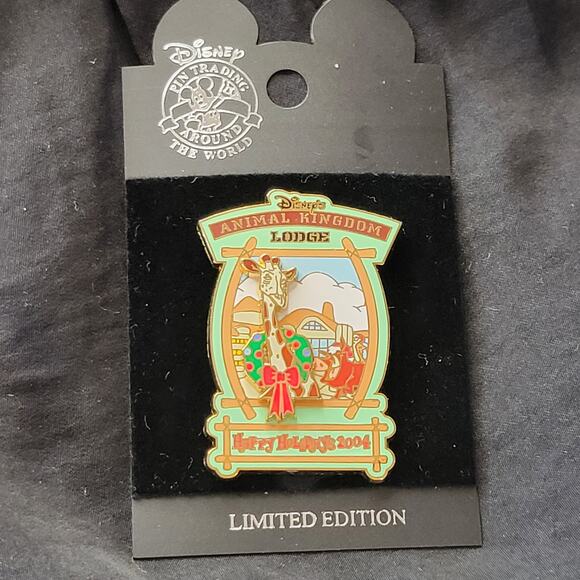 Disney
PIN TRADING
AROUND
THE WORLD
Disney's
ANIMAL KINGDOM
LODGE
Happy Holidays 2004
LIMITED EDITION